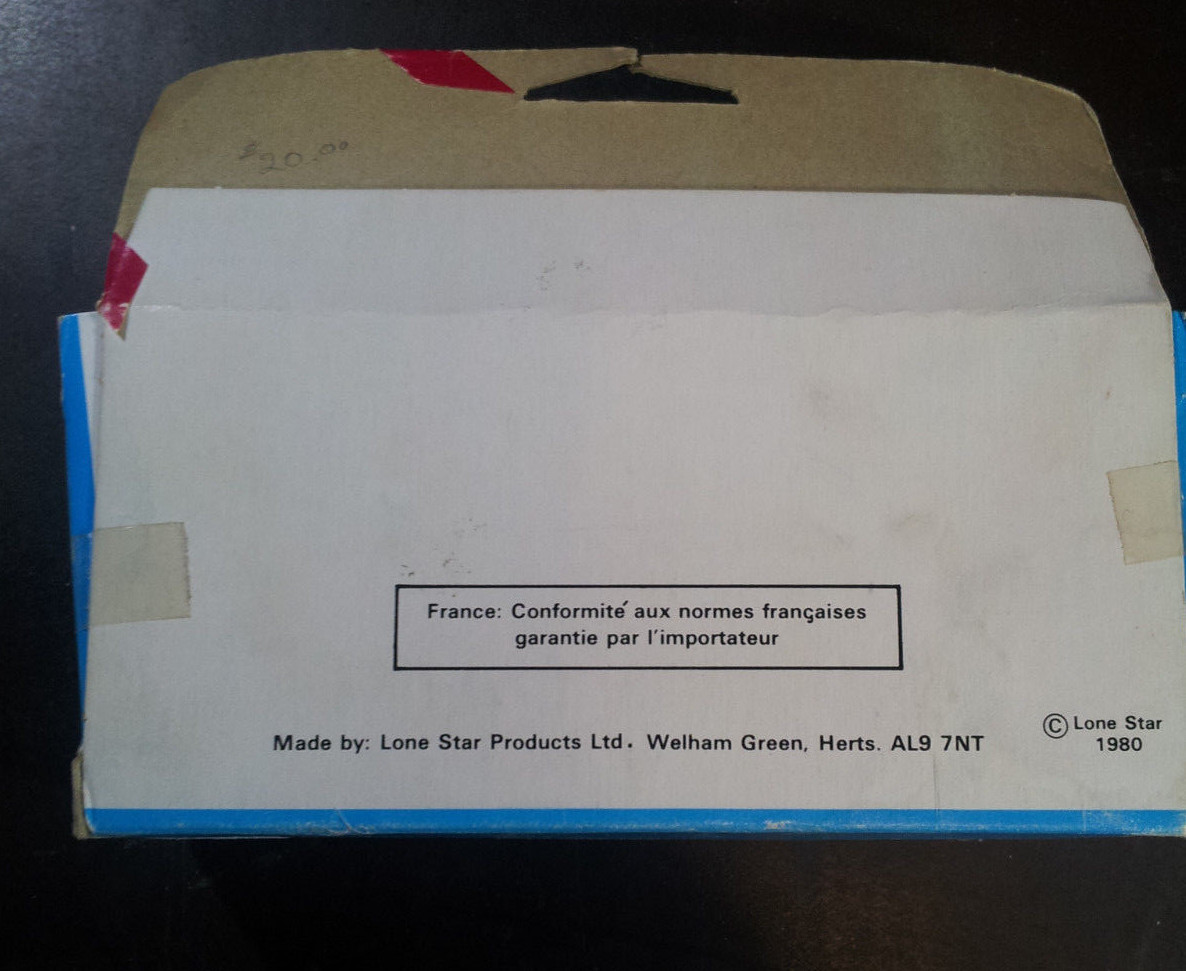 $20.00
France: Conformité aux normes françaises
garantie par l'importateur
© Lone Star
1980
Made by: Lone Star Products Ltd. Welham Green, Herts. AL9 7NT